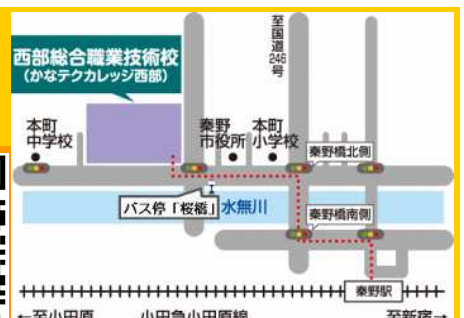 西部総合職業技術校
（かなテクカレッジ西部）
至国道246号
本町
中学校
秦野
市役所
本町
小学校
秦野橋北側
バス停「桜橋」
水無川
秦野橋南側
秦野駅
←至小田原
小田急小田原線
至新宿→